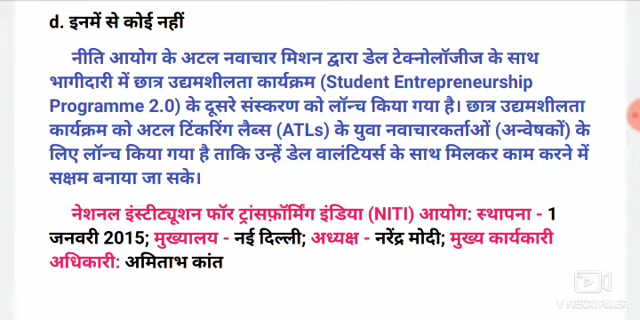 d. इनमें से कोई नहीं
नीति आयोग के अटल नवाचार मिशन द्वारा डेल टेक्नोलॉजीज के साथ
भागीदारी में छात्र उद्यमशीलता कार्यक्रम (Student Entrepreneurship
Programme 2.0) के दूसरे संस्करण को लॉन्च किया गया है। छात्र उद्यमशीलता
कार्यक्रम को अटल टिंकरिंग लैब्स (ATLs) के युवा नवाचारकर्ताओं (अन्वेषकों) के
लिए लॉन्च किया गया है ताकि उन्हें डेल वालंटियर्स के साथ मिलकर काम करने में
सक्षम बनाया जा सके।
नेशनल इंस्टीट्यूशन फॉर ट्रांसफ़ॉर्मिंग इंडिया (NITI) आयोग: स्थापना - 1
जनवरी 2015; मुख्यालय - नई दिल्ली; अध्यक्ष - नरेंद्र मोदी; मुख्य कार्यकारी
अधिकारी: अमिताभ कांत
V RECORDER